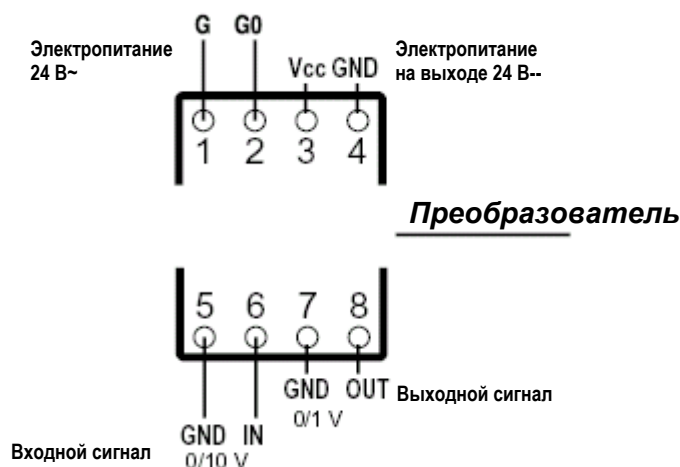 G G0
Электропитание
24 В~
Vcc GND
Электропитание
на выходе 24 В--
1 2 3 4
Преобразователь
5 6 7 8
GND OUT
0/1 V
Выходной сигнал
GND IN
0/10 V
Входной сигнал